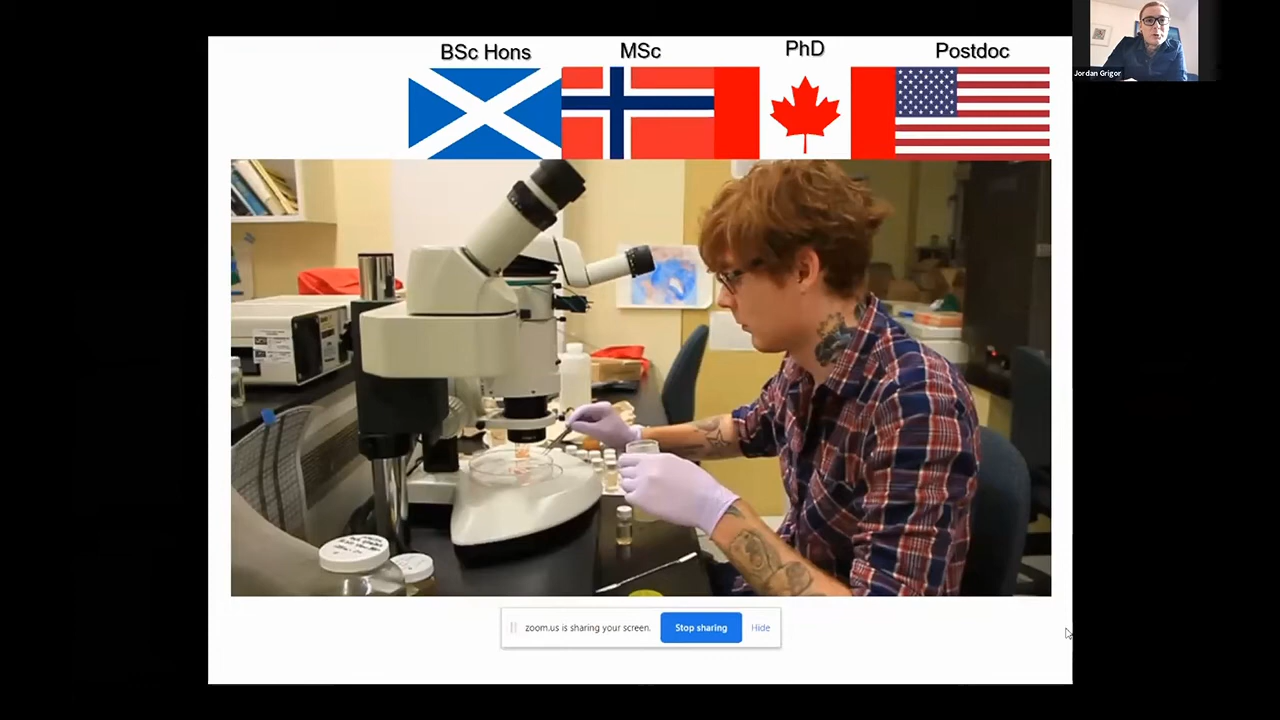 BSc Hons MSc PhD Postdoc
Jordan Grigor
zoom.us is sharing your screen. Stop sharing Hide